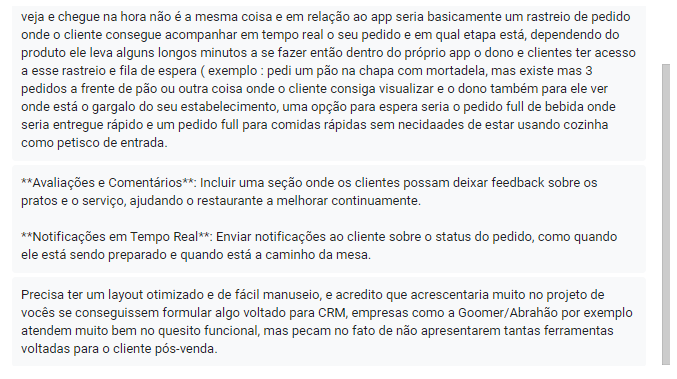 veja e chegue na hora não é a mesma coisa e em relação ao app seria basicamente um rastreio de pedido
onde o cliente consegue acompanhar em tempo real o seu pedido e em qual etapa está, dependendo do
produto ele leva alguns longos minutos a se fazer então dentro do próprio app o dono e clientes ter acesso
a esse rastreio e fila de espera ( exemplo : pedi um pão na chapa com mortadela, mas existe mas 3
pedidos a frente de pão ou outra coisa onde o cliente consiga visualizar e o dono também para ele ver
onde está o gargalo do seu estabelecimento, uma opção para espera seria o pedido full de bebida onde
seria entregue rápido e um pedido full para comidas rápidas sem necidaades de estar usando cozinha
como petisco de entrada.
**Avaliações e Comentários**: Incluir uma seção onde os clientes possam deixar feedback sobre os
pratos e o serviço, ajudando o restaurante a melhorar continuamente.
**Notificações em Tempo Real**: Enviar notificações ao cliente sobre o status do pedido, como quando
ele está sendo preparado e quando está a caminho da mesa.
Precisa ter um layout otimizado e de fácil manuseio, e acredito que acrescentaria muito no projeto de
vocês se conseguissem formular algo voltado para CRM, empresas como a Goomer/Abrahão por exemplo
atendem muito bem no quesito funcional, mas pecam no fato de não apresentarem tantas ferramentas
voltadas para o cliente pós-venda.